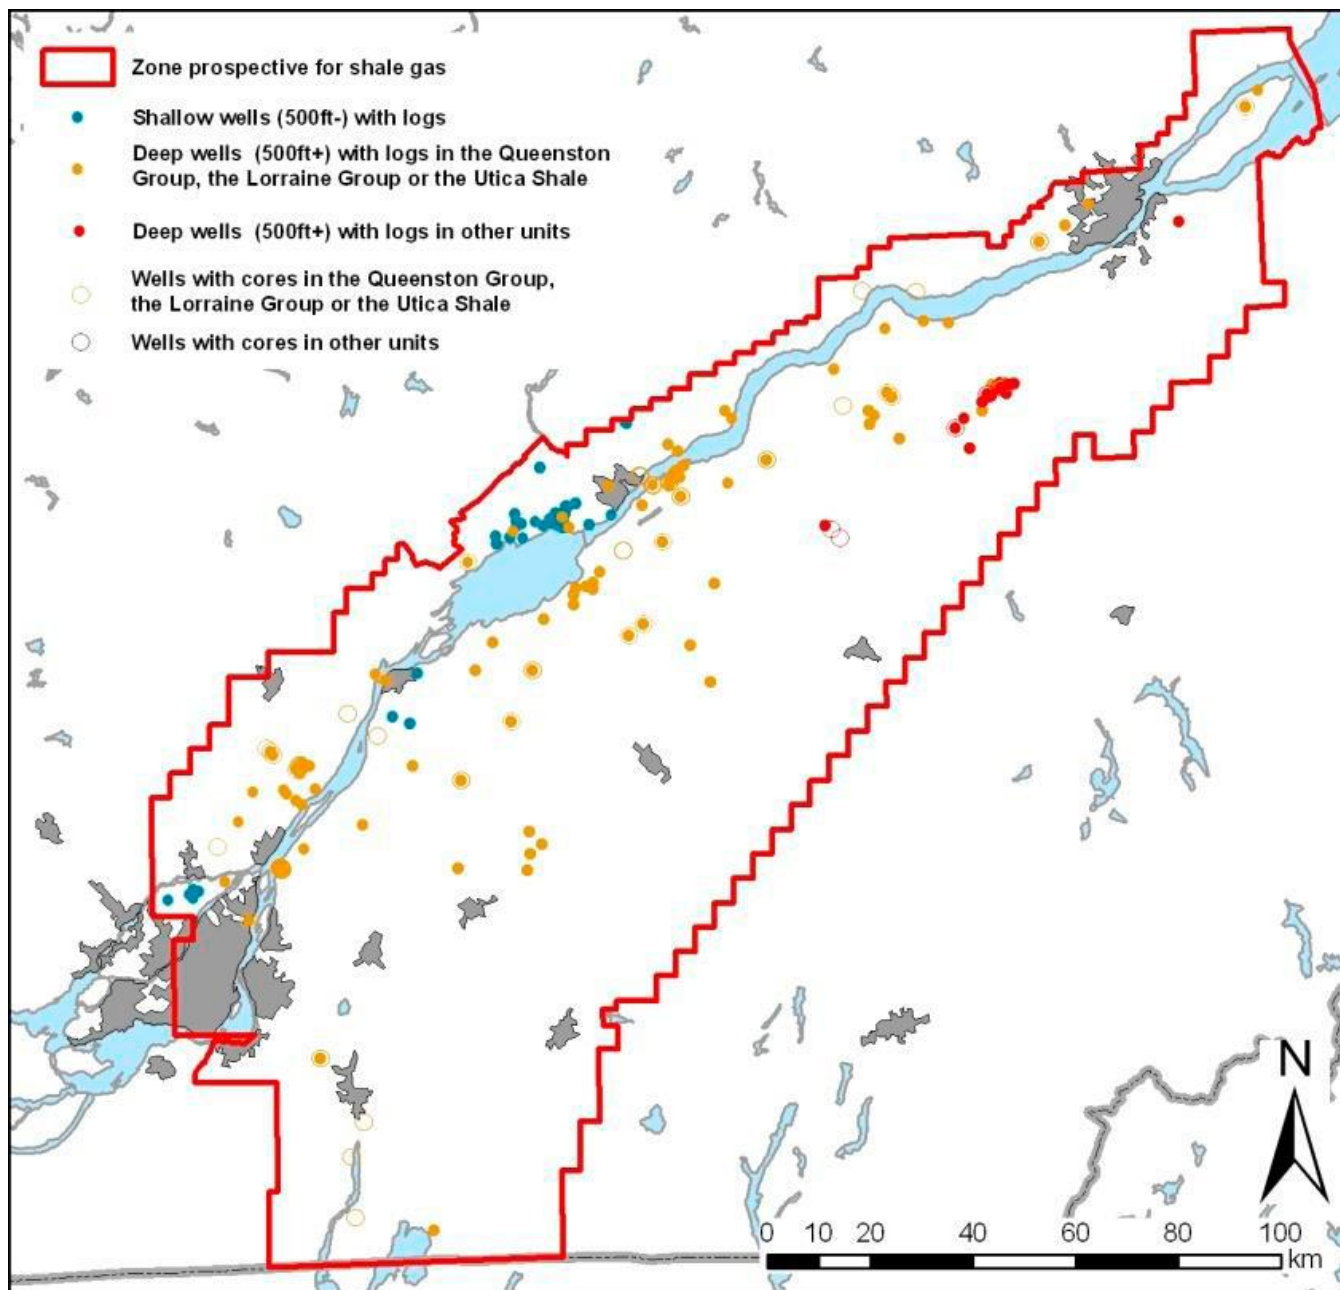 Zone prospective for shale gas
Shallow wells (500ft-) with logs
Deep wells (500ft+) with logs in the Queenston
Group, the Lorraine Group or the Utica Shale
Deep wells (500ft+) with logs in other units
Wells with cores in the Queenston Group,
the Lorraine Group or the Utica Shale
Wells with cores in other units
N
0 10 20 40 60 80 100
km